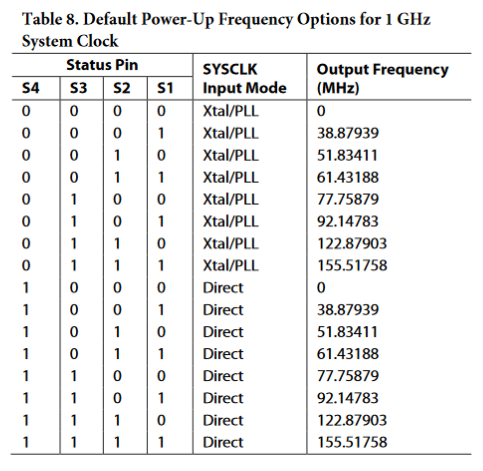 Table 8. Default Power-Up Frequency Options for 1 GHz
System Clock
Status Pin SYSCLK Output Frequency
S4 S3 S2 S1 Input Mode (MHz)
0 0 0 0 Xtal/PLL 0
0 0 0 1 Xtal/PLL 38.87939
0 0 1 0 Xtal/PLL 51.83411
0 0 1 1 Xtal/PLL 61.43188
0 1 0 0 Xtal/PLL 77.75879
0 1 0 1 Xtal/PLL 92.14783
0 1 1 0 Xtal/PLL 122.87903
0 1 1 1 Xtal/PLL 155.51758
1 0 0 0 Direct 0
1 0 0 1 Direct 38.87939
1 0 1 0 Direct 51.83411
1 0 1 1 Direct 61.43188
1 1 0 0 Direct 77.75879
1 1 0 1 Direct 92.14783
1 1 1 0 Direct 122.87903
1 1 1 1 Direct 155.51758